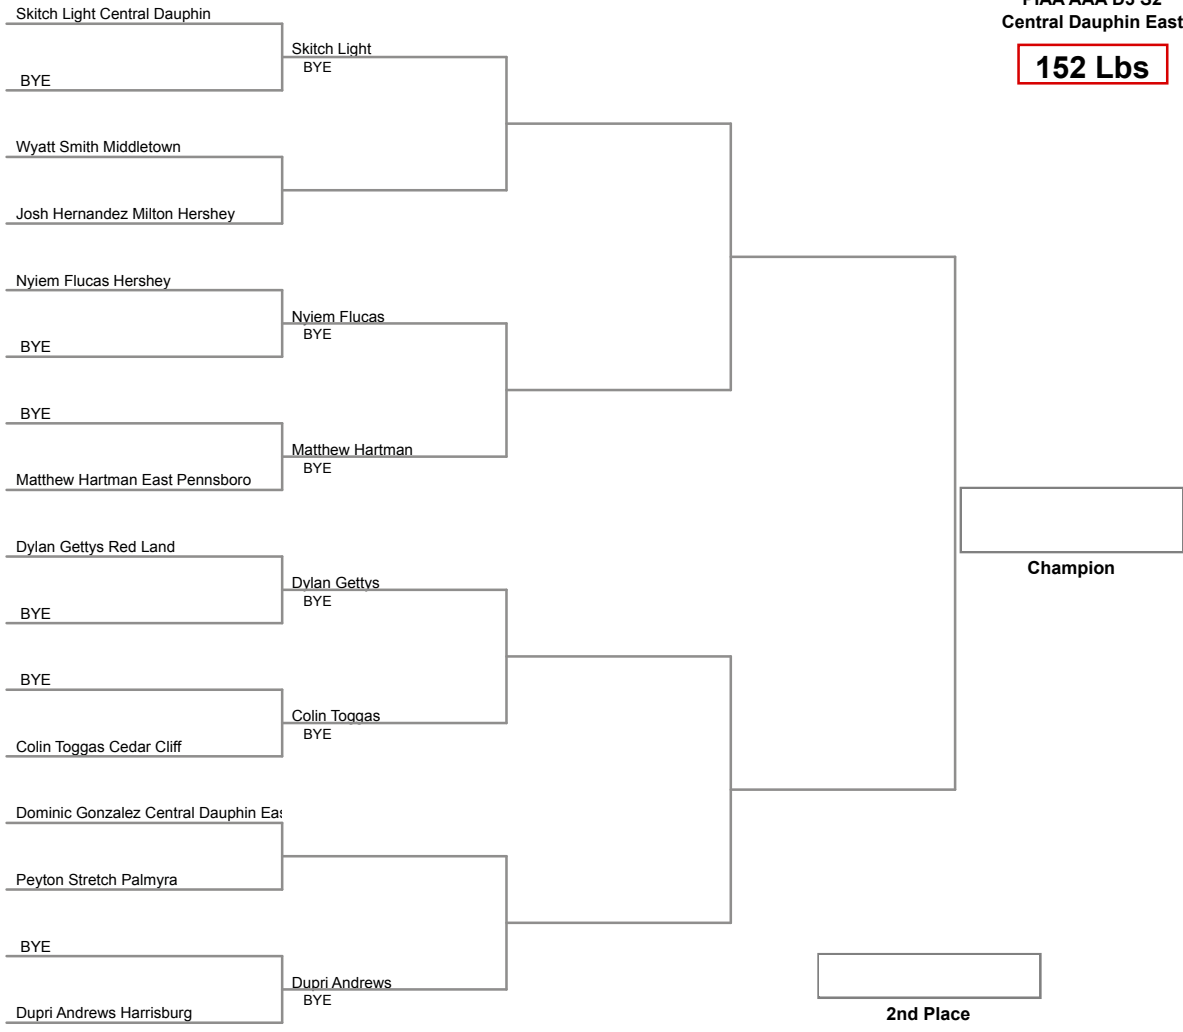 PIAA AAA D3 S2
Central Dauphin East
152 Lbs
Skitch Light Central Dauphin
BYE
Wyatt Smith Middletown
Josh Hernandez Milton Hershey
Nyiem Flucas Hershey
BYE
BYE
Matthew Hartman East Pennsboro
Dylan Gettys Red Land
BYE
BYE
Colin Toggas Cedar Cliff
Dominic Gonzalez Central Dauphin Eas
Peyton Stretch Palmyra
BYE
Dupri Andrews Harrisburg
Skitch Light
BYE
Nyiem Flucas
BYE
Matthew Hartman
BYE
Dylan Gettys
BYE
Colin Toggas
BYE
Dupri Andrews
BYE
Champion
2nd Place